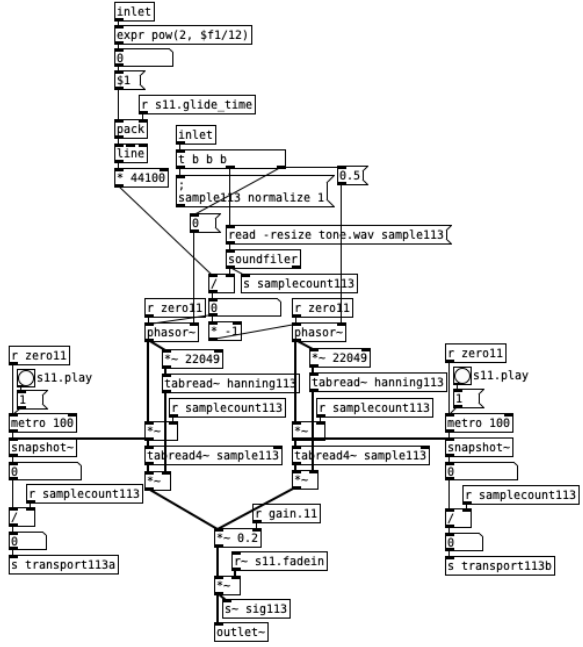 inlet
expr pow(2, $f1/12)
0
$1
r s11.glide_time
pack
inlet
line
t b b b
* 44100
0.5
;
sample113 normalize 1
0
read -resize tone.wav sample113
soundfiler
/
s samplecount113
r zero11
0
r zero11
phasor~
* -1
phasor~
r zero11
*~ 22049
*~ 22049
r zero11
s11.play
tabread~ hanning113
tabread~ hanning113
s11.play
1
r samplecount113
r samplecount113
1
metro 100
*~
*~
metro 100
snapshot~
tabread4~ sample113
tabread4~ sample113
snapshot~
0
*~
*~
0
r samplecount113
r samplecount113
/
r gain.11
/
0
*~ 0.2
0
s transport113a
r~ s11.fadein
s transport113b
*~
s~ sig113
outlet~